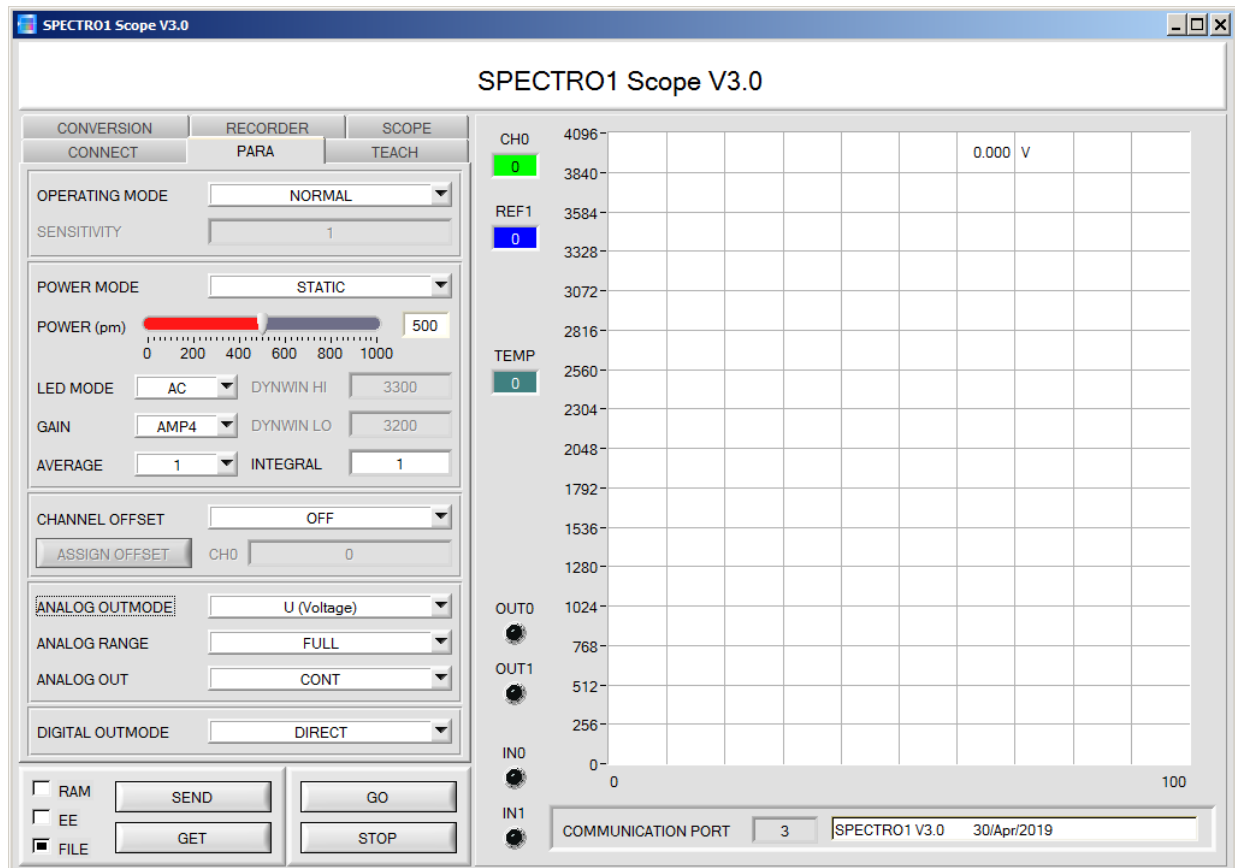 SPECTRO1 Scope V3.0
SPECTRO1 Scope V3.0
CONVERSION RECORDER SCOPE
CONNECT PARA TEACH
OPERATING MODE NORMAL
SENSITIVITY 1
POWER MODE STATIC
POWER (pm) 500
0 200 400 600 800 1000
LED MODE AC DYNWIN HI 3300
GAIN AMP4 DYNWIN LO 3200
AVERAGE 1 INTEGRAL 1
CHANNEL OFFSET OFF
ASSIGN OFFSET CH0 0
ANALOG OUTMODE U (Voltage)
ANALOG RANGE FULL
ANALOG OUT CONT
DIGITAL OUTMODE DIRECT
RAM
EE
FILE
SEND GO
GET STOP
CH0
0
REF1
0
TEMP
0
OUT0
OUT1
IN0
IN1
4096
3840
3584
3328
3072
2816
2560
2304
2048
1792
1536
1280
1024
768
512
256
0
0.000 V
0 100
COMMUNICATION PORT 3 SPECTRO1 V3.0 30/Apr/2019